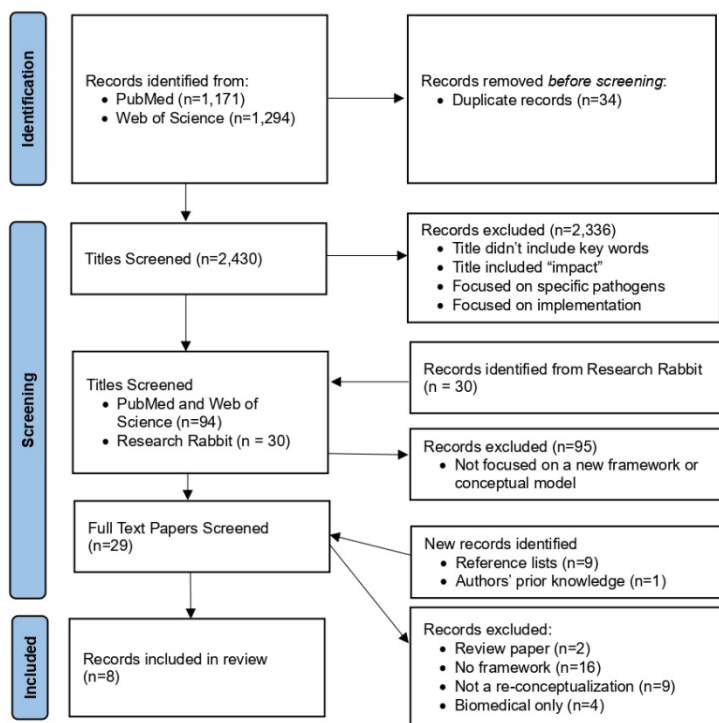 Identification
Records identified from:
• PubMed (n=1,171)
• Web of Science (n=1,294)
Records removed before screening:
• Duplicate records (n=34)
Screening
Titles Screened (n=2,430)
Records excluded (n=2,336)
• Title didn’t include key words
• Title included “impact”
• Focused on specific pathogens
• Focused on implementation
Titles Screened
• PubMed and Web of
Science (n=94)
• Research Rabbit (n = 30)
Records identified from Research Rabbit
(n = 30)
Records excluded (n=95)
• Not focused on a new framework or
conceptual model
Full Text Papers Screened
(n=29)
New records identified
• Reference lists (n=9)
• Authors’ prior knowledge (n=1)
Included
Records included in review
(n=8)
Records excluded:
• Review paper (n=2)
• No framework (n=16)
• Not a re-conceptualization (n=9)
• Biomedical only (n=4)